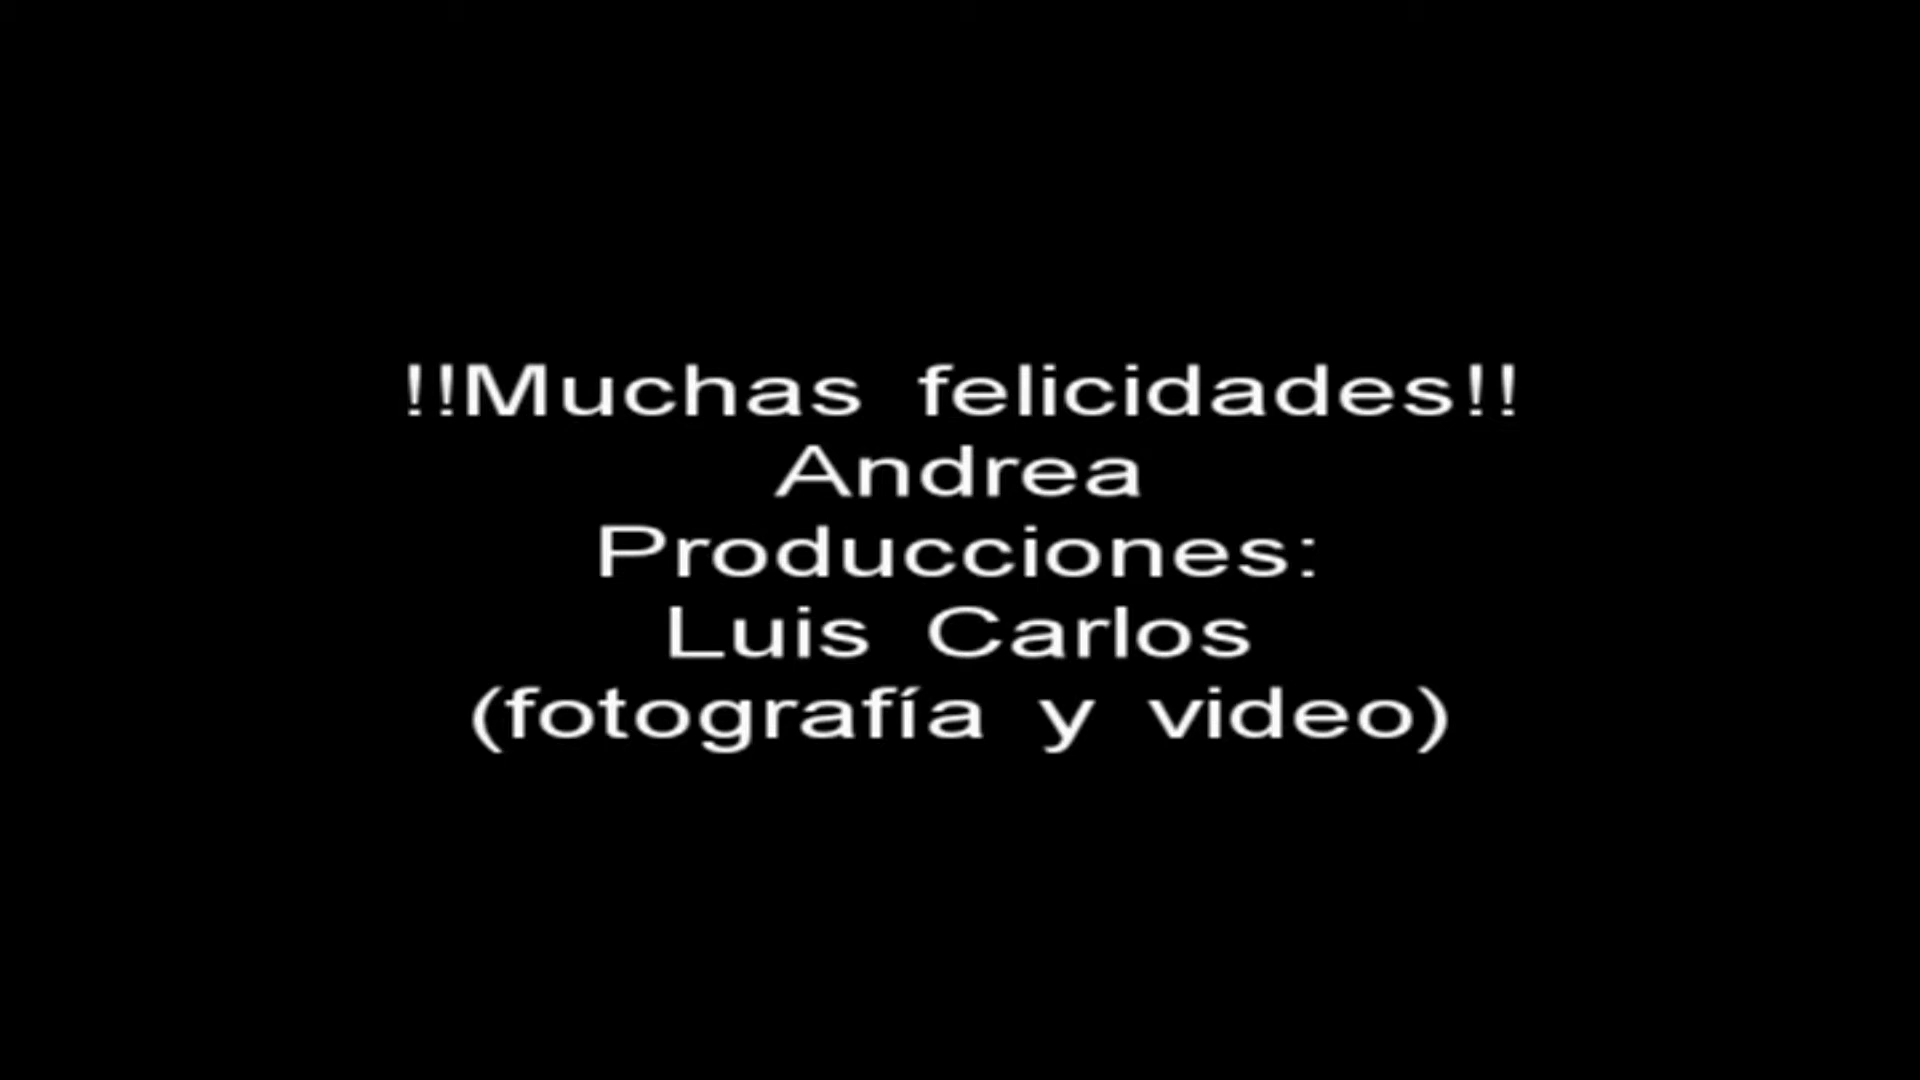 !!Muchas felicidades!!
Andrea
Producciones:
Luis Carlos
(fotografía y video)